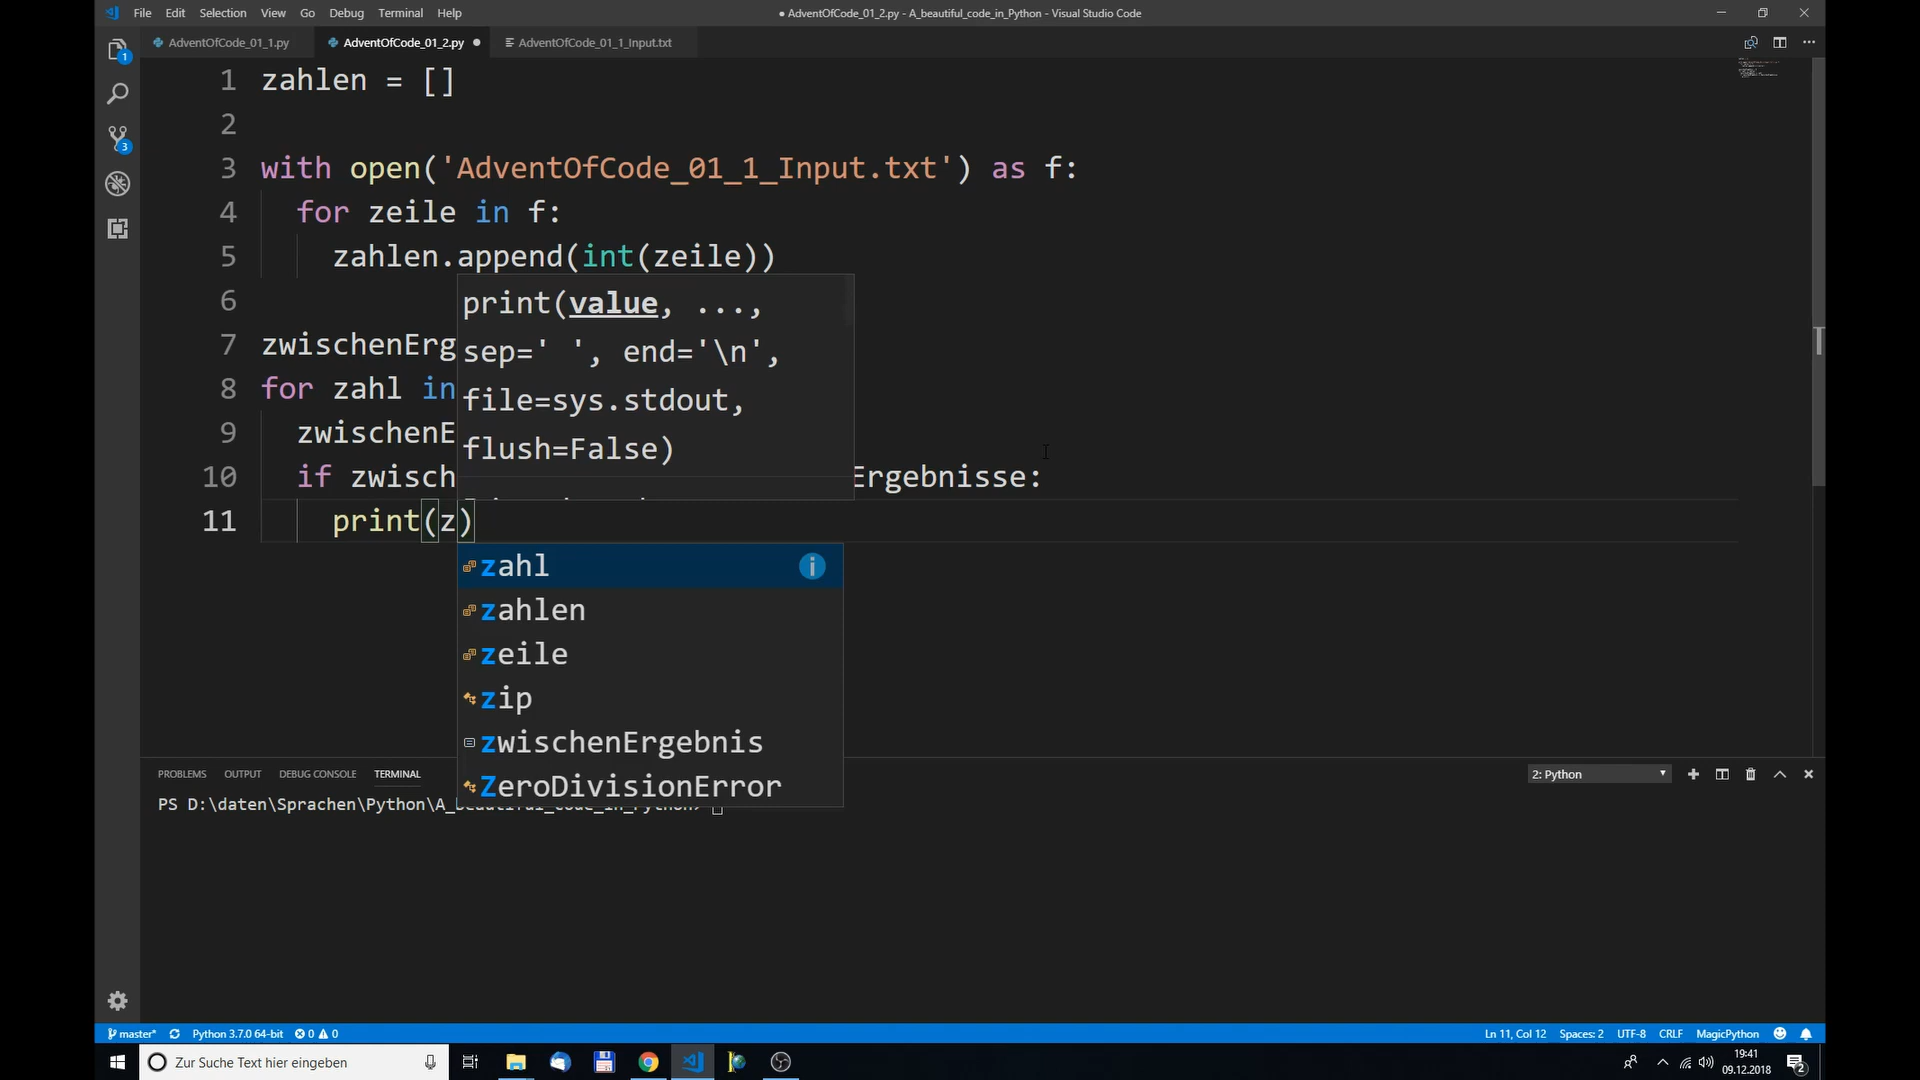 File Edit Selection View Go Debug Terminal Help
● AdventOfCode_01_2.py - A_beautiful_code_in_Python - Visual Studio Code
AdventOfCode_01_1.py AdventOfCode_01_2.py AdventOfCode_01_1_Input.txt
1 zahlen = []
2
3 with open('AdventOfCode_01_1_Input.txt') as f:
4 for zeile in f:
5 zahlen.append(int(zeile))
6
7 zwischenErg
8 for zahl in
9 zwischenE
10 if zwisch Ergebnisse:
11 print(z)
print(value, ...,
sep=' ', end='\n',
file=sys.stdout,
flush=False)
zahl
zahlen
zeile
zip
zwischenErgebnis
ZeroDivisionError
1
3
PROBLEMS OUTPUT DEBUG CONSOLE TERMINAL
2: Python
PS D:\daten\Sprachen\Python\A_beautiful_code_in_Python>
master* Python 3.7.0 64-bit 0 0
Ln 11, Col 12 Spaces: 2 UTF-8 CRLF MagicPython
Zur Suche Text hier eingeben
19:41
09.12.2018
2